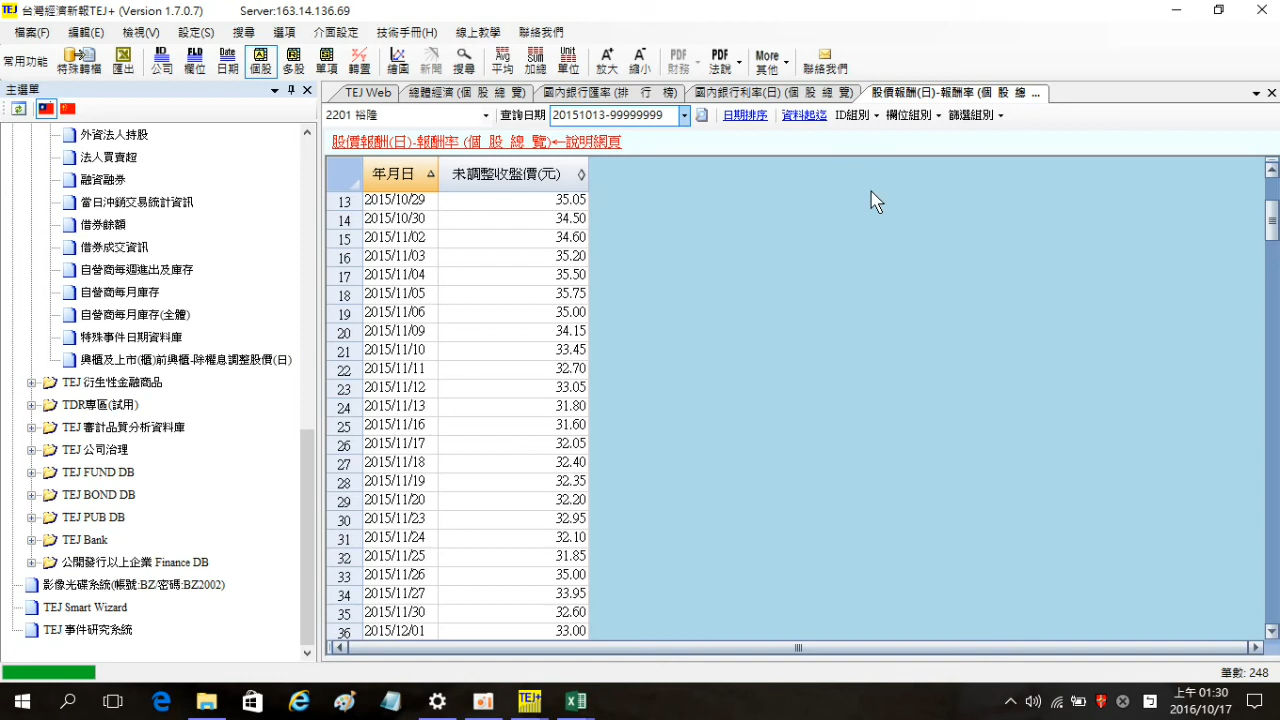 台灣經濟新報TEJ+ (Version 1.7.0.7) Server:163.14.136.69
檔案(F) 編輯(E) 檢視(V) 設定(S) 搜尋 選項 介面設定 技術手冊(H) 線上教學 聯絡我們
常用功能 特殊轉檔 匯出 ID 公司 FLD 欄位 Date 日期 個股 多股 單項 轉置 繪圖 新聞 搜尋 Avg 平均 Sum 加總 Unit 單位 A+ 放大 A- 縮小 PDF 財務 PDF 法說 More 其他 聯絡我們
主選單
TEJ Web 總體經濟 (個 股 總 覽) 國內銀行匯率(排 行 榜) 國內銀行利率(日) (個 股 總 覽) 股價報酬(日)-報酬率 (個 股 總 ...
2201 裕隆 查詢日期 20151013-99999999 日期排序 資料起迄 ID組別 欄位組別 篩選組別
股價報酬(日)-報酬率 (個 股 總 覽)←說明網頁
外資法人持股
法人買賣超
融資融券
當日沖銷交易統計資訊
借券餘額
借券成交資訊
自營商每週進出及庫存
自營商每月庫存
自營商每月庫存(全體)
特殊事件日期資料庫
興櫃及上市(櫃)前興櫃-除權息調整股價(日)
TEJ 衍生性金融商品
TDR專區(試用)
TEJ 審計品質分析資料庫
TEJ 公司治理
TEJ FUND DB
TEJ BOND DB
TEJ PUB DB
TEJ Bank
公開發行以上企業 Finance DB
影像光碟系統(帳號:BZ/密碼:BZ2002)
TEJ Smart Wizard
TEJ 事件研究系統
年月日 未調整收盤價(元)
13 2015/10/29 35.05
14 2015/10/30 34.50
15 2015/11/02 34.60
16 2015/11/03 35.20
17 2015/11/04 35.50
18 2015/11/05 35.75
19 2015/11/06 35.00
20 2015/11/09 34.15
21 2015/11/10 33.45
22 2015/11/11 32.70
23 2015/11/12 33.05
24 2015/11/13 31.80
25 2015/11/16 31.60
26 2015/11/17 32.05
27 2015/11/18 32.40
28 2015/11/19 32.35
29 2015/11/20 32.20
30 2015/11/23 32.95
31 2015/11/24 32.10
32 2015/11/25 31.85
33 2015/11/26 35.00
34 2015/11/27 33.95
35 2015/11/30 32.60
36 2015/12/01 33.00
筆數: 248
TEJ+
上午 01:30
2016/10/17